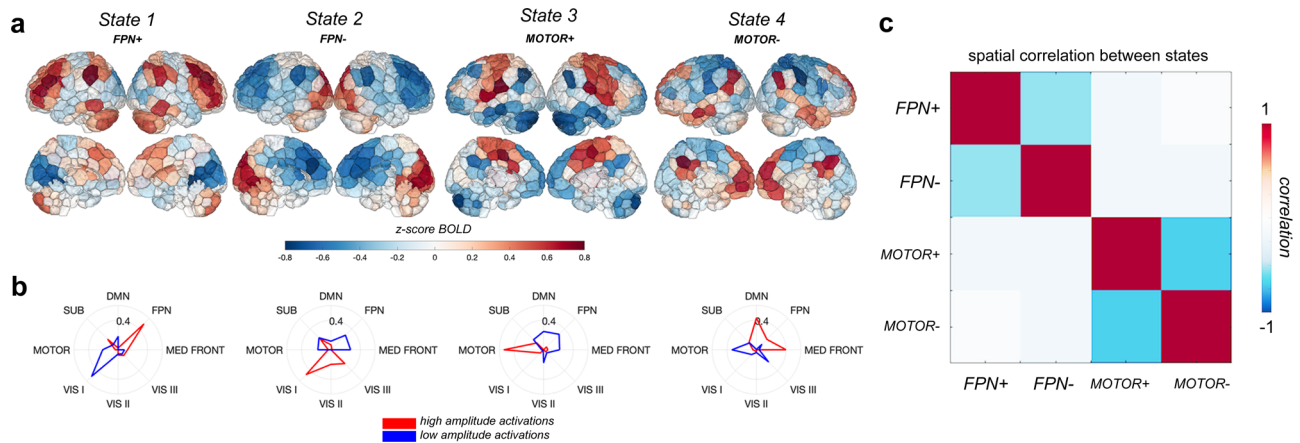 a
State 1
State 2
State 3
State 4
FPN+
FPN-
MOTOR+
MOTOR-
z-score BOLD
-0.8 -0.6 -0.4 -0.2 0 0.2 0.4 0.6 0.8
b
DMN
SUB
FPN
0.4
MOTOR
MED FRONT
VIS I
VIS III
VIS II
DMN
SUB
FPN
0.4
MOTOR
MED FRONT
VIS I
VIS III
VIS II
DMN
SUB
FPN
0.4
MOTOR
MED FRONT
VIS I
VIS III
VIS II
DMN
SUB
FPN
0.4
MOTOR
MED FRONT
VIS I
VIS III
VIS II
high amplitude activations
low amplitude activations
c
spatial correlation between states
FPN+
FPN-
MOTOR+
MOTOR-
FPN+ FPN- MOTOR+ MOTOR-
1
correlation
-1